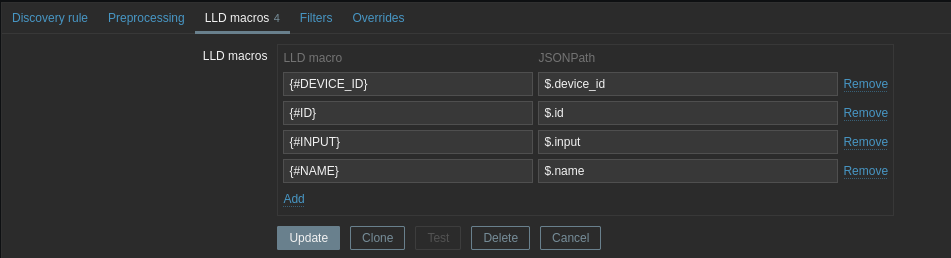 Discovery rule Preprocessing LLD macros 4 Filters Overrides
LLD macros LLD macro JSONPath
{#DEVICE_ID} $.device_id Remove
{#ID} $.id Remove
{#INPUT} $.input Remove
{#NAME} $.name Remove
Add
Update Clone Test Delete Cancel